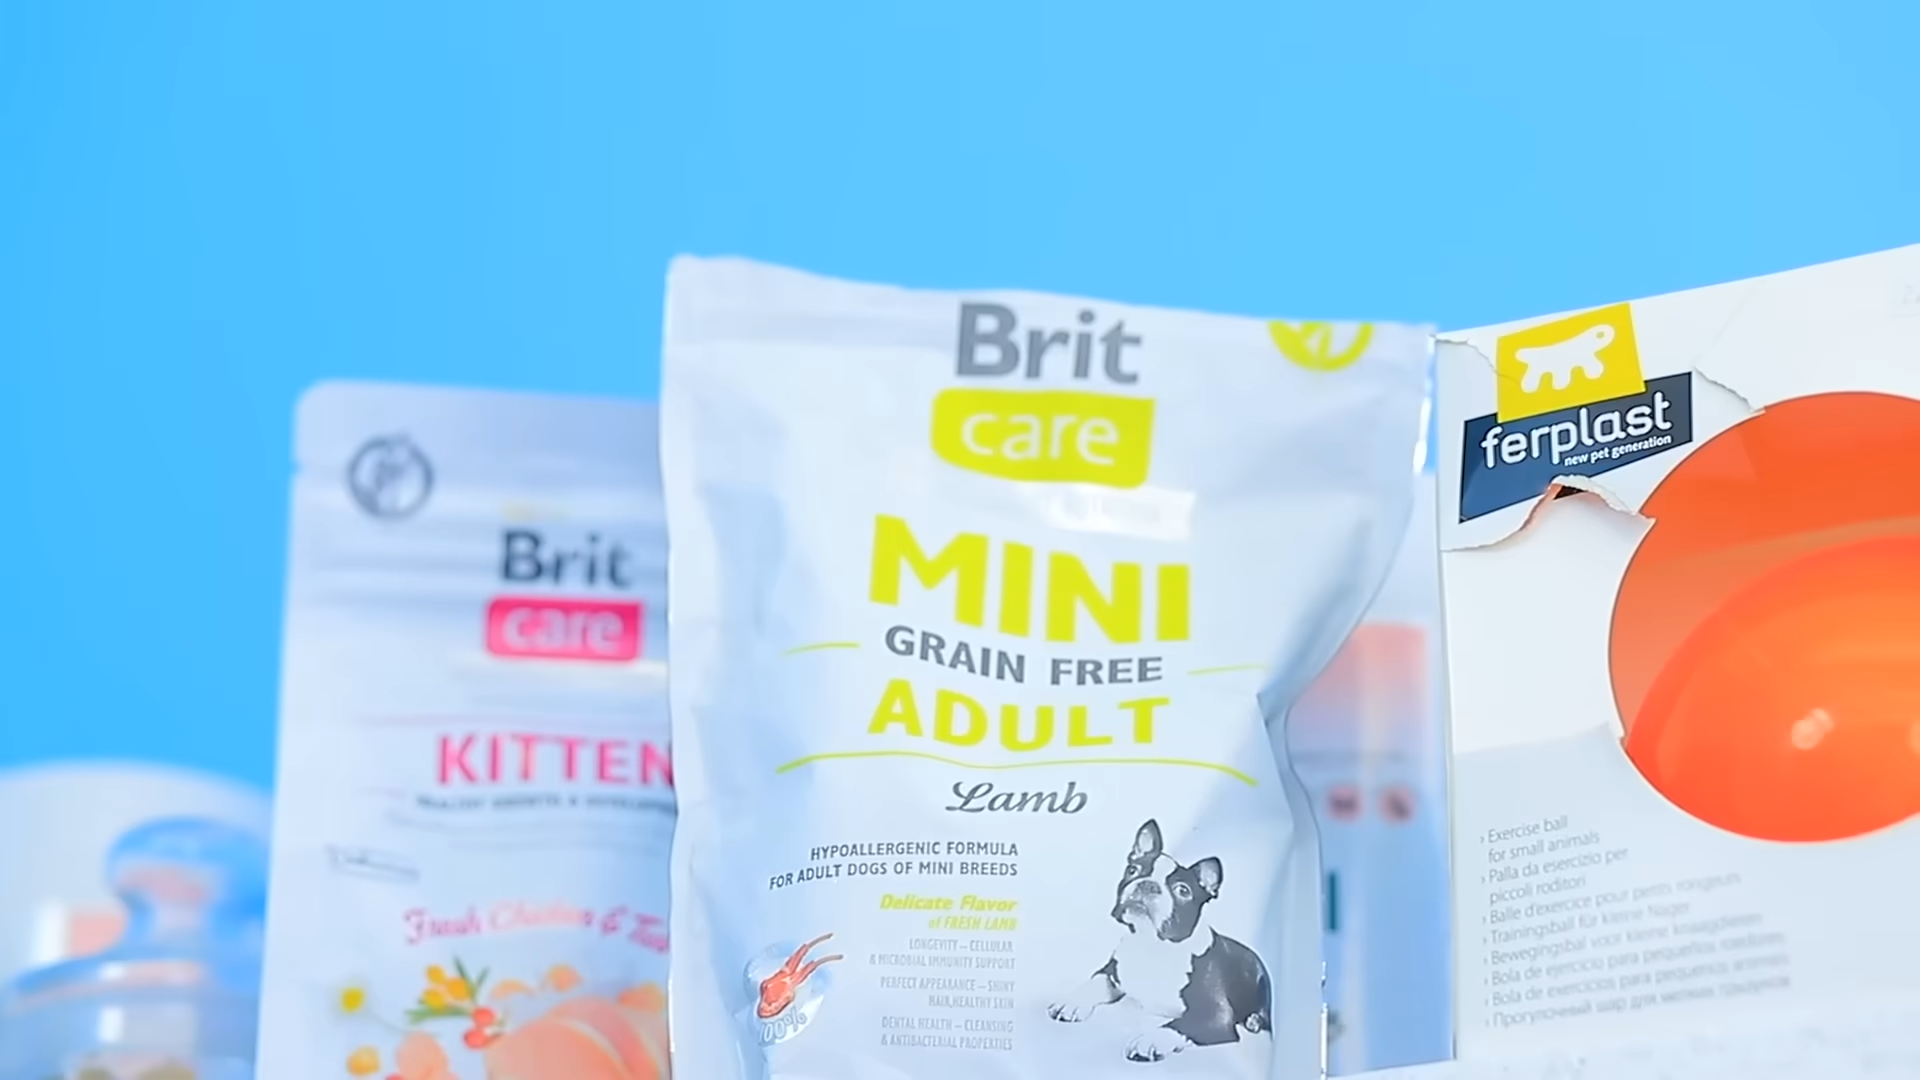 Brit
care
KITTEN
Fresh Chicken &
Brit
care
MINI
GRAIN FREE
ADULT
Lamb
HYPOALLERGENIC FORMULA
FOR ADULT DOGS OF MINI BREEDS
Delicate Flavor
of FRESH LAMB
LONGEVITY – CELLULAR
& MICROBIAL IMMUNITY SUPPORT
PERFECT APPEARANCE – SHINY
HAIR, HEALTHY SKIN
DENTAL HEALTH – CLEANSING
& ANTIBACTERIAL PROPERTIES
100%
ferplast
new pet generation
› Exercise ball
for small animals
› Palla da esercizio per
piccoli roditori
› Balle d'exercice pour petits rongeurs
› Trainingsball für kleine Nager
› Bewegingsbal voor kleine knaagdieren
› Bola de ejercicio para pequeños roedores
› Bola de exercícios para pequenos animais
› Прогулочный шар для мелких грызунов